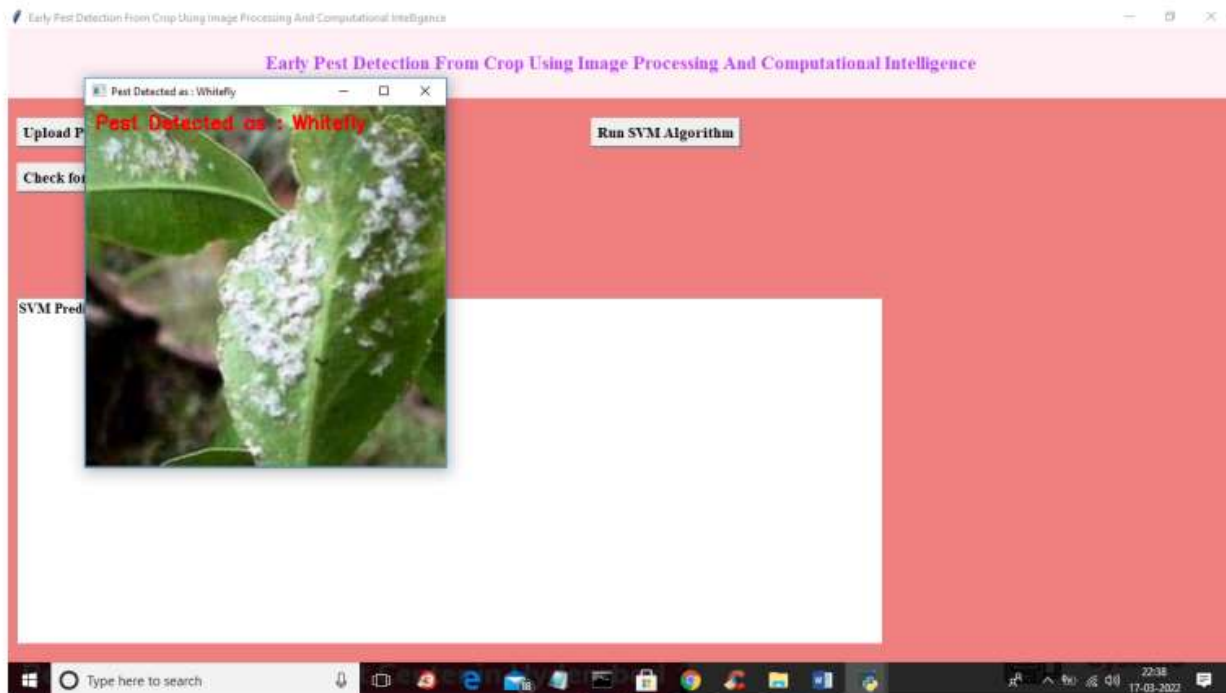 Early Pest Detection From Crop Using Image Processing And Computational Intelligence
Early Pest Detection From Crop Using Image Processing And Computational Intelligence
Pest Detected as : Whitefly
Pest Detected as : Whitefly
Upload P
Run SVM Algorithm
Check for
SVM Pred
Type here to search
18
22:38
17-03-2022